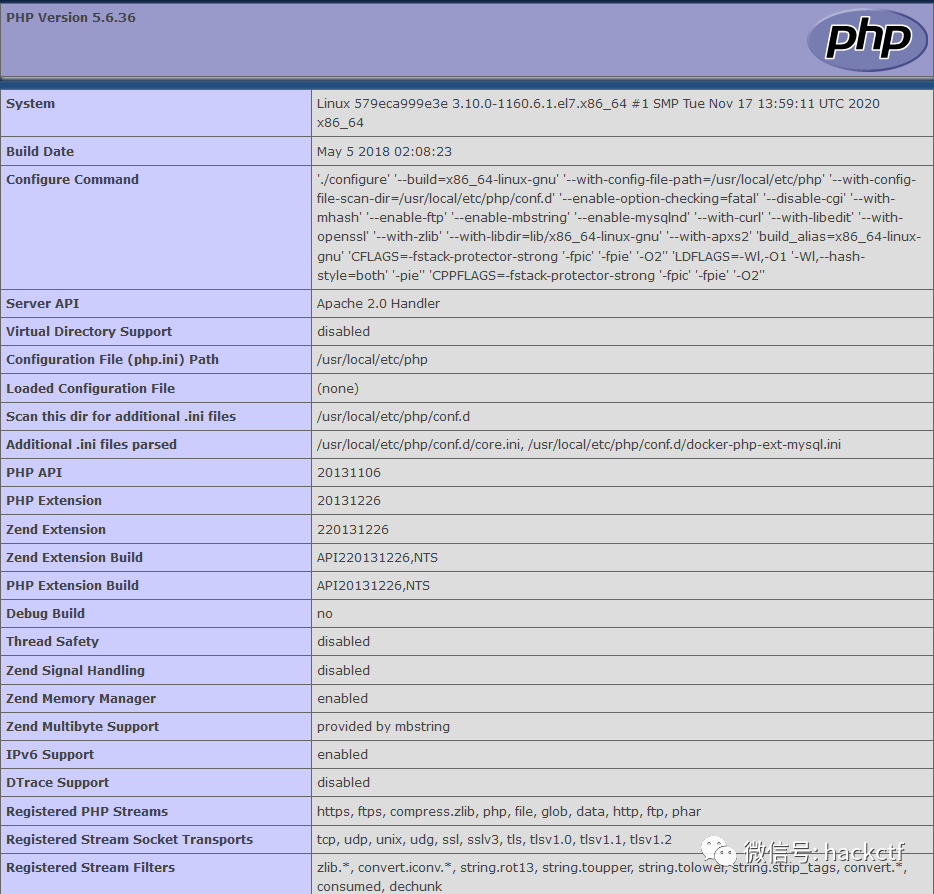 PHP Version 5.6.36
php
System
Linux 579eca999e3e 3.10.0-1160.6.1.el7.x86_64 #1 SMP Tue Nov 17 13:59:11 UTC 2020
x86_64
Build Date
May 5 2018 02:08:23
Configure Command
'./configure' '--build=x86_64-linux-gnu' '--with-config-file-path=/usr/local/etc/php' '--with-config-
file-scan-dir=/usr/local/etc/php/conf.d' '--enable-option-checking=fatal' '--disable-cgi' '--with-
mhash' '--enable-ftp' '--enable-mbstring' '--enable-mysqlnd' '--with-curl' '--with-libedit' '--with-
openssl' '--with-zlib' '--with-libdir=lib/x86_64-linux-gnu' '--with-apxs2' 'build_alias=x86_64-linux-
gnu' 'CFLAGS=-fstack-protector-strong '-fpic' '-fpie' '-O2'' 'LDFLAGS=-Wl,-O1 '-Wl,--hash-
style=both' '-pie'' 'CPPFLAGS=-fstack-protector-strong '-fpic' '-fpie' '-O2''
Server API
Apache 2.0 Handler
Virtual Directory Support
disabled
Configuration File (php.ini) Path
/usr/local/etc/php
Loaded Configuration File
(none)
Scan this dir for additional .ini files
/usr/local/etc/php/conf.d
Additional .ini files parsed
/usr/local/etc/php/conf.d/core.ini, /usr/local/etc/php/conf.d/docker-php-ext-mysql.ini
PHP API
20131106
PHP Extension
20131226
Zend Extension
220131226
Zend Extension Build
API220131226,NTS
PHP Extension Build
API20131226,NTS
Debug Build
no
Thread Safety
disabled
Zend Signal Handling
disabled
Zend Memory Manager
enabled
Zend Multibyte Support
provided by mbstring
IPv6 Support
enabled
DTrace Support
disabled
Registered PHP Streams
https, ftps, compress.zlib, php, file, glob, data, http, ftp, phar
Registered Stream Socket Transports
tcp, udp, unix, udg, ssl, sslv3, tls, tlsv1.0, tlsv1.1, tlsv1.2
微信号: hackctf
Registered Stream Filters
zlib.*, convert.iconv.*, string.rot13, string.toupper, string.tolower, string.strip_tags, convert.*,
consumed, dechunk